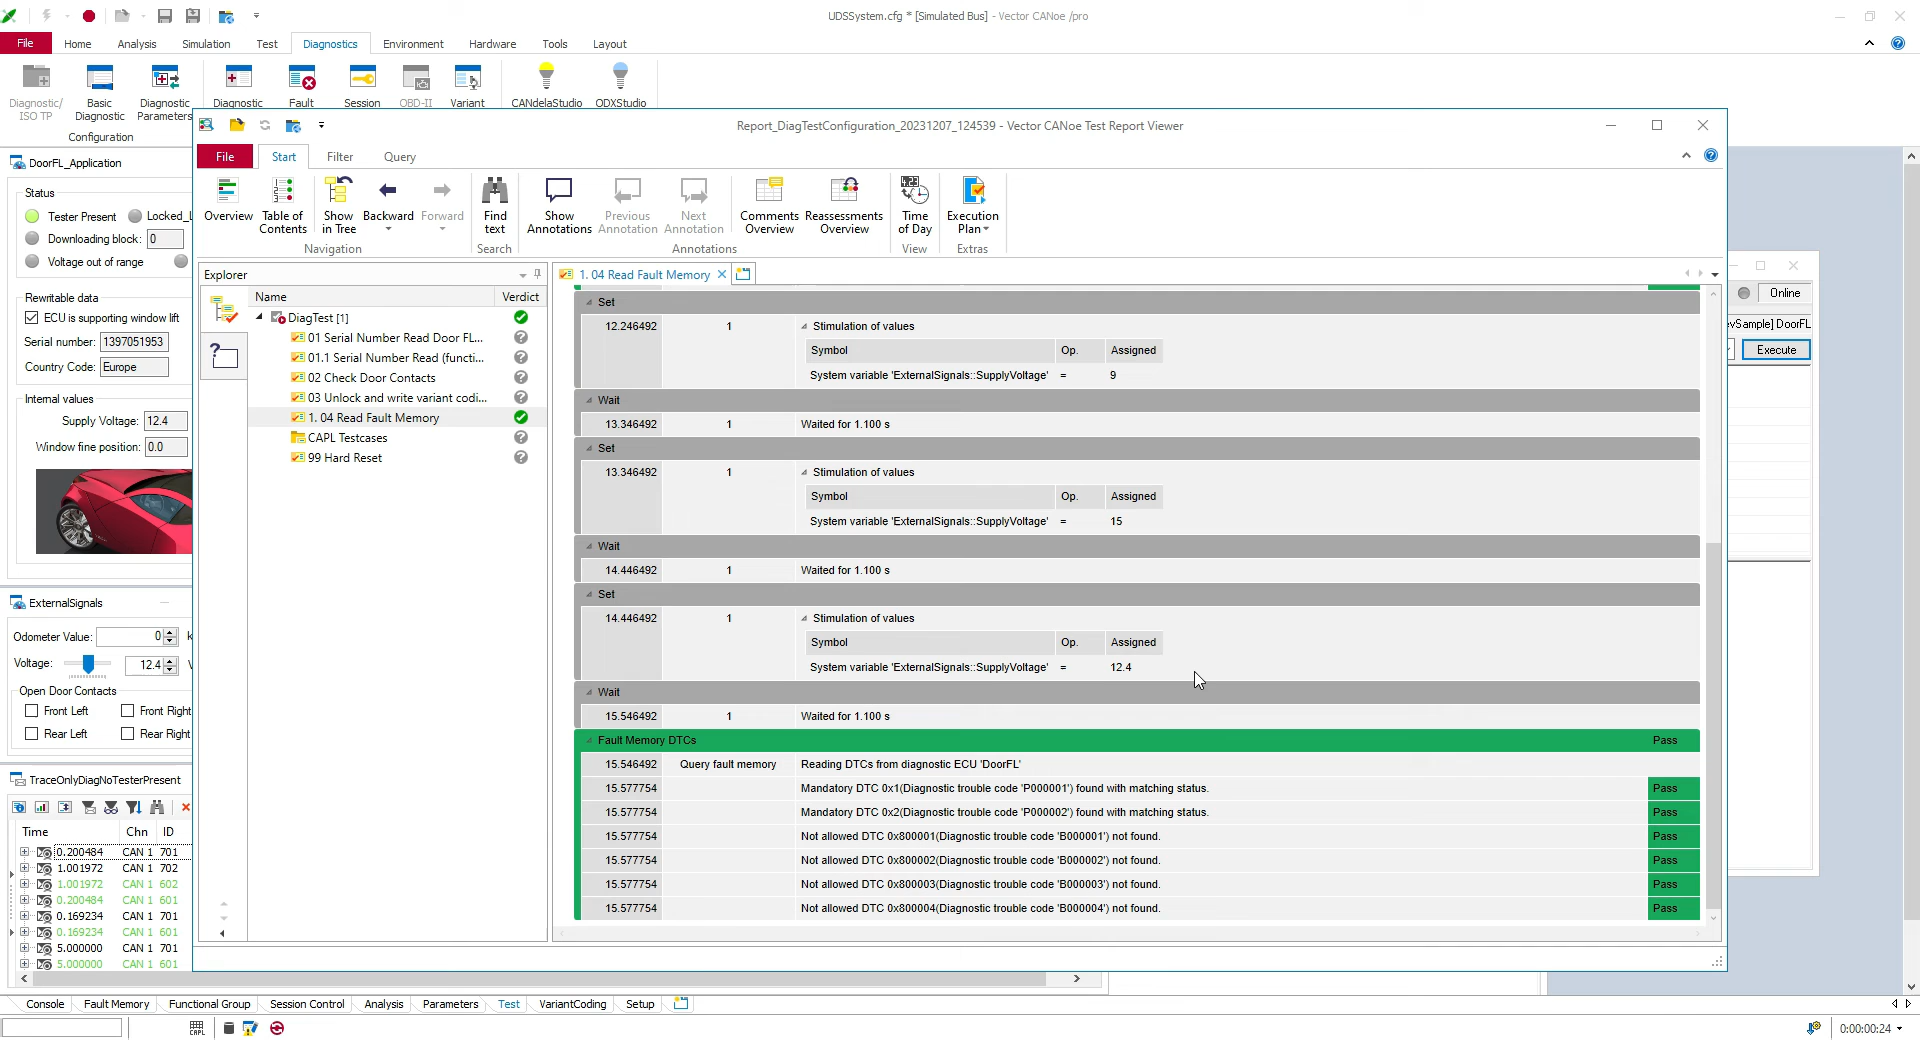 UDSSystem.cfg * [Simulated Bus] - Vector CANoe /pro
File Home Analysis Simulation Test Diagnostics Environment Hardware Tools Layout
Diagnostic/ ISO TP
Basic Diagnostic
Diagnostic Parameters
Configuration
Diagnostic
Fault
Session
OBD-II
Variant
CANdelaStudio
ODXStudio
Report_DiagTestConfiguration_20231207_124539 - Vector CANoe Test Report Viewer
File Start Filter Query
Overview
Table of Contents
Show in Tree
Backward
Forward
Navigation
Find text
Search
Show Annotations
Previous Annotation
Next Annotation
Comments Overview
Reassessments Overview
Annotations
Time of Day
View
Execution Plan
Extras
DoorFL_Application
Status
Tester Present Locked_L
Downloading block: 0
Voltage out of range
Rewritable data
ECU is supporting window lift
Serial number: 1397051953
Country Code: Europe
Internal values
Supply Voltage: 12.4
Window fine position: 0.0
ExternalSignals
Odometer Value: 0 k
Voltage: 12.4 V
Open Door Contacts
Front Left Front Right
Rear Left Rear Right
TraceOnlyDiagNoTesterPresent
Time Chn ID
0.200484 CAN 1 701
1.001972 CAN 1 702
1.001972 CAN 1 602
0.200484 CAN 1 601
0.169234 CAN 1 701
0.169234 CAN 1 601
5.000000 CAN 1 701
5.000000 CAN 1 601
Explorer
Name Verdict
DiagTest [1]
01 Serial Number Read Door FL...
01.1 Serial Number Read (functi...
02 Check Door Contacts
03 Unlock and write variant codi...
1. 04 Read Fault Memory
CAPL Testcases
99 Hard Reset
1. 04 Read Fault Memory
Set
12.246492 1 Stimulation of values
Symbol Op. Assigned
System variable 'ExternalSignals::SupplyVoltage' = 9
Wait
13.346492 1 Waited for 1.100 s
Set
13.346492 1 Stimulation of values
Symbol Op. Assigned
System variable 'ExternalSignals::SupplyVoltage' = 15
Wait
14.446492 1 Waited for 1.100 s
Set
14.446492 1 Stimulation of values
Symbol Op. Assigned
System variable 'ExternalSignals::SupplyVoltage' = 12.4
Wait
15.546492 1 Waited for 1.100 s
Fault Memory DTCs Pass
15.546492 Query fault memory Reading DTCs from diagnostic ECU 'DoorFL'
15.577754 Mandatory DTC 0x1(Diagnostic trouble code 'P000001') found with matching status. Pass
15.577754 Mandatory DTC 0x2(Diagnostic trouble code 'P000002') found with matching status. Pass
15.577754 Not allowed DTC 0x800001(Diagnostic trouble code 'B000001') not found. Pass
15.577754 Not allowed DTC 0x800002(Diagnostic trouble code 'B000002') not found. Pass
15.577754 Not allowed DTC 0x800003(Diagnostic trouble code 'B000003') not found. Pass
15.577754 Not allowed DTC 0x800004(Diagnostic trouble code 'B000004') not found. Pass
Online
vSample] DoorFL
Execute
Console Fault Memory Functional Group Session Control Analysis Parameters Test VariantCoding Setup
CAPL
0:00:00:24